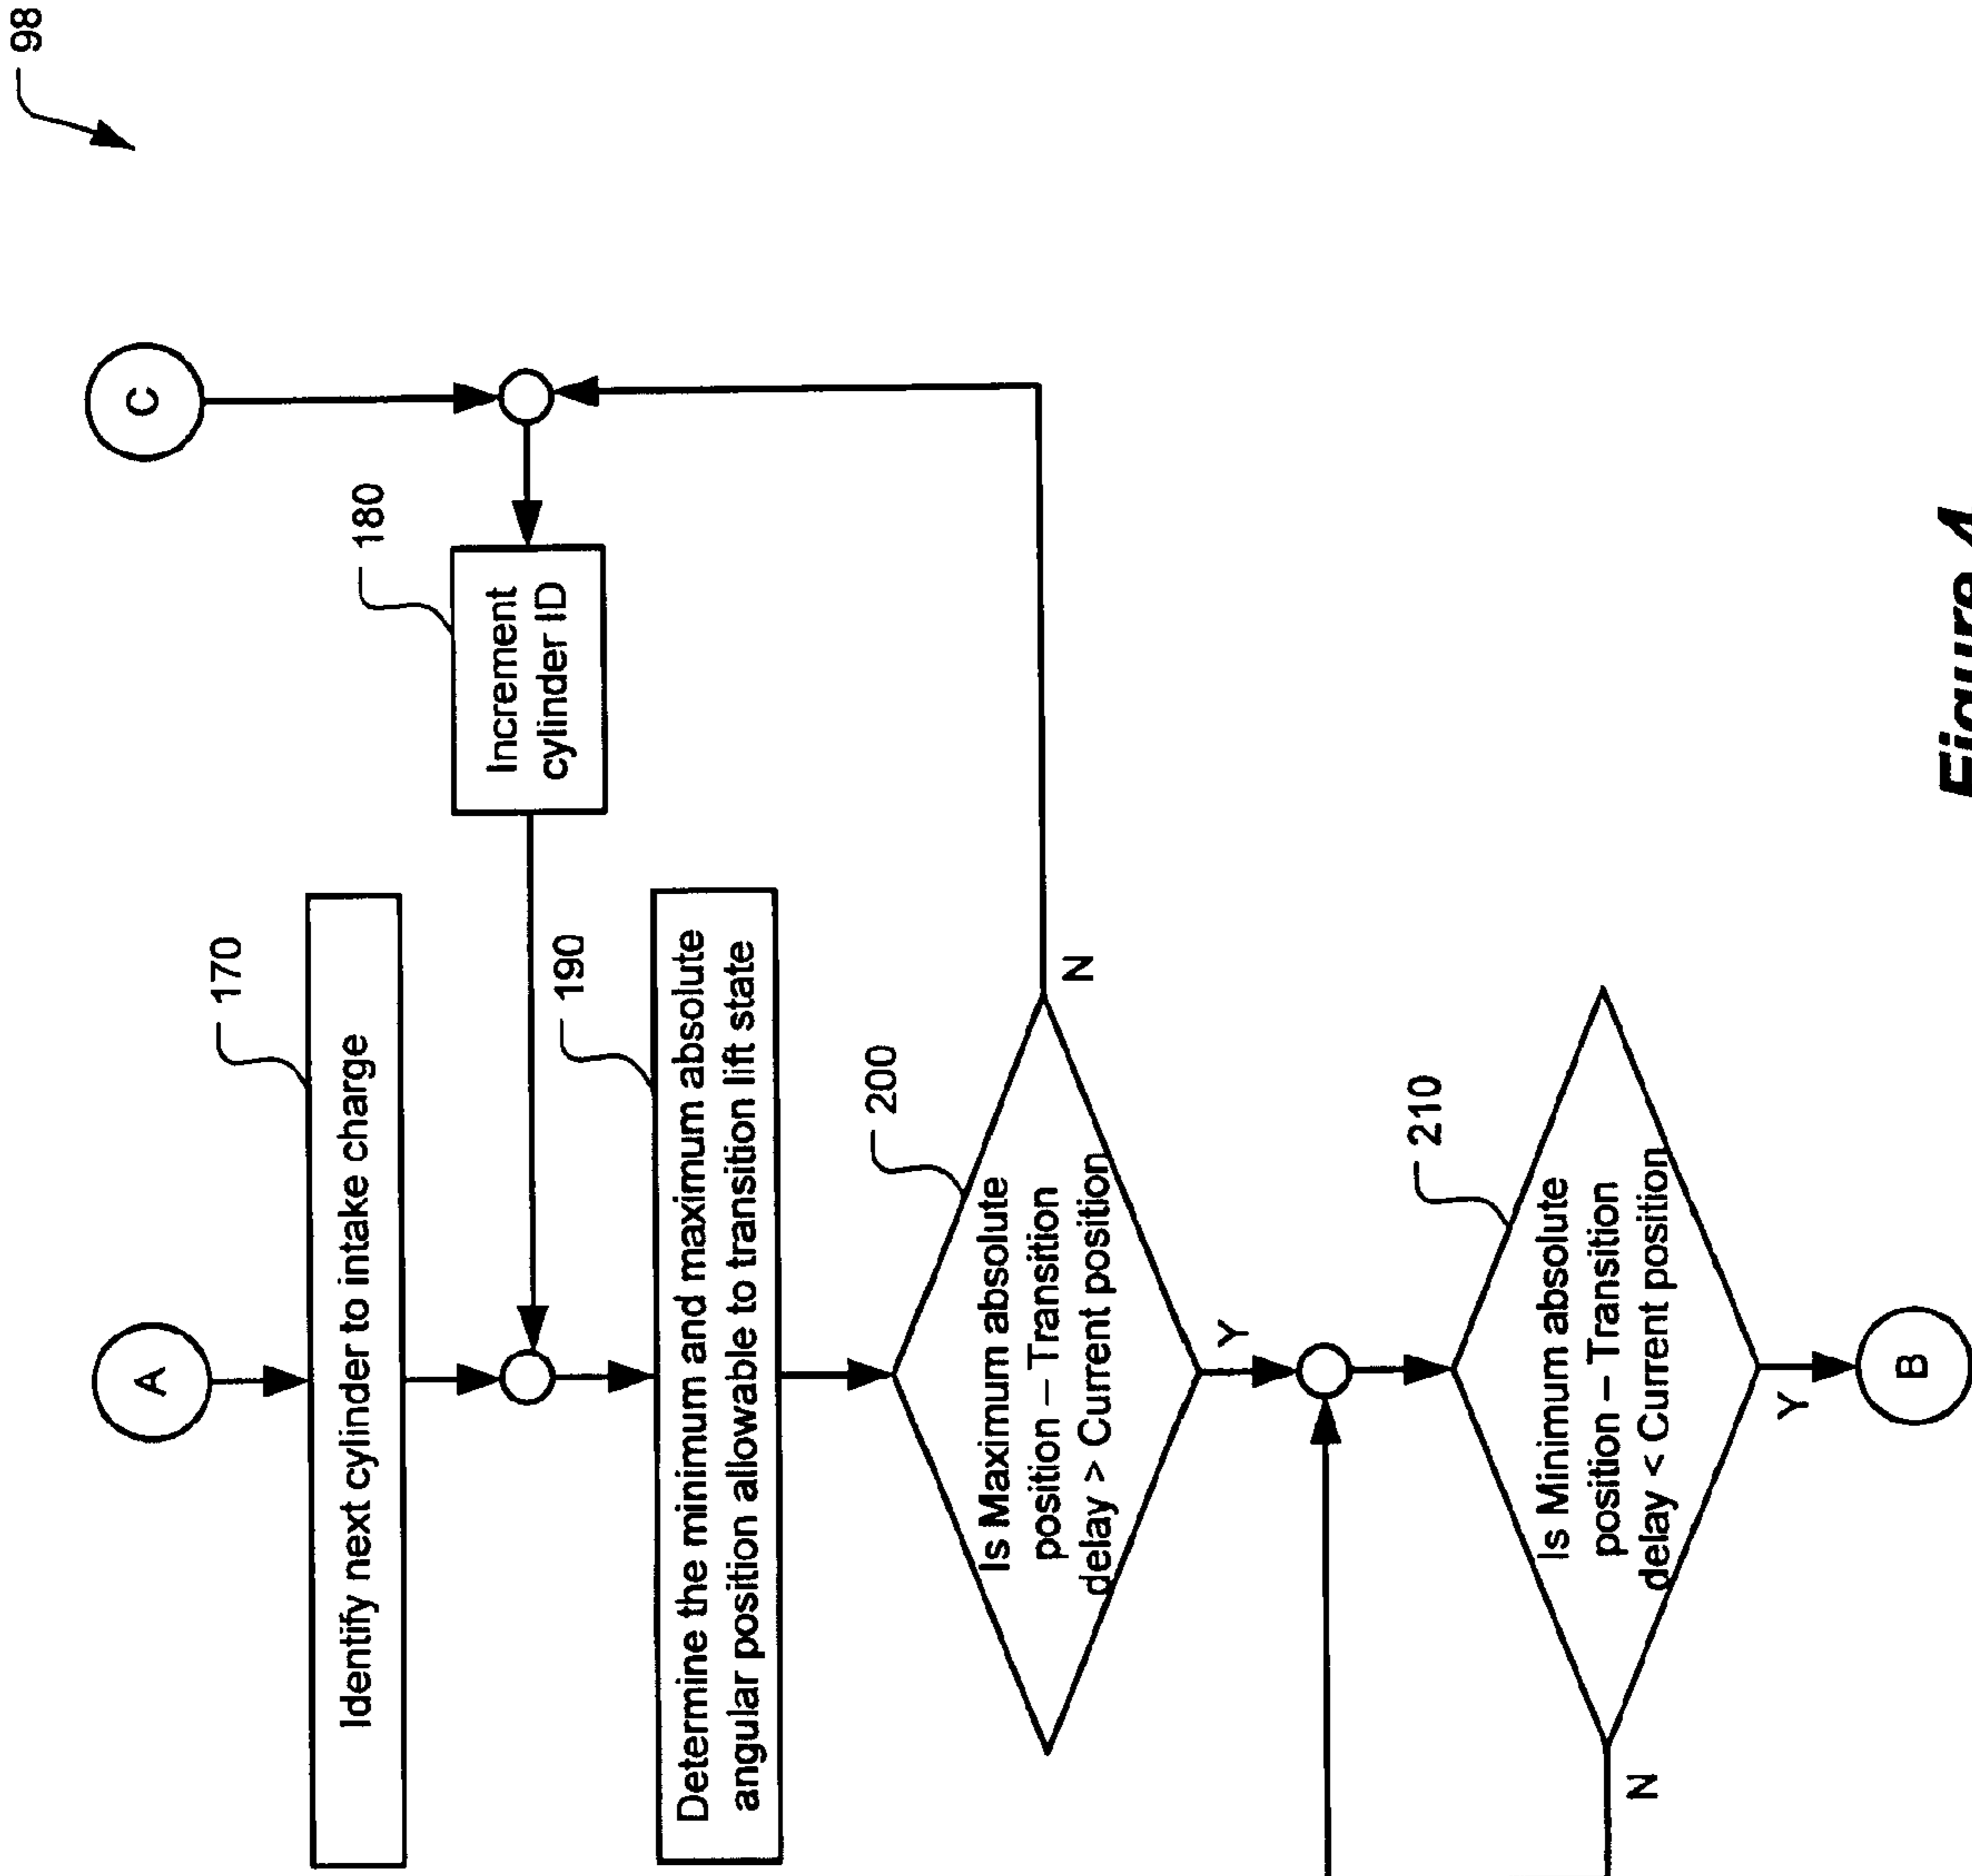 98
A
C
170
Identify next cylinder to intake charge
180
Increment
cylinder ID
190
Determine the minimum and maximum absolute
angular position allowable to transition lift state
200
Is Maximum absolute
position – Transition
delay > Current position
N
Y
210
Is Minimum absolute
position – Transition
delay < Current position
N
Y
B
Figure 4